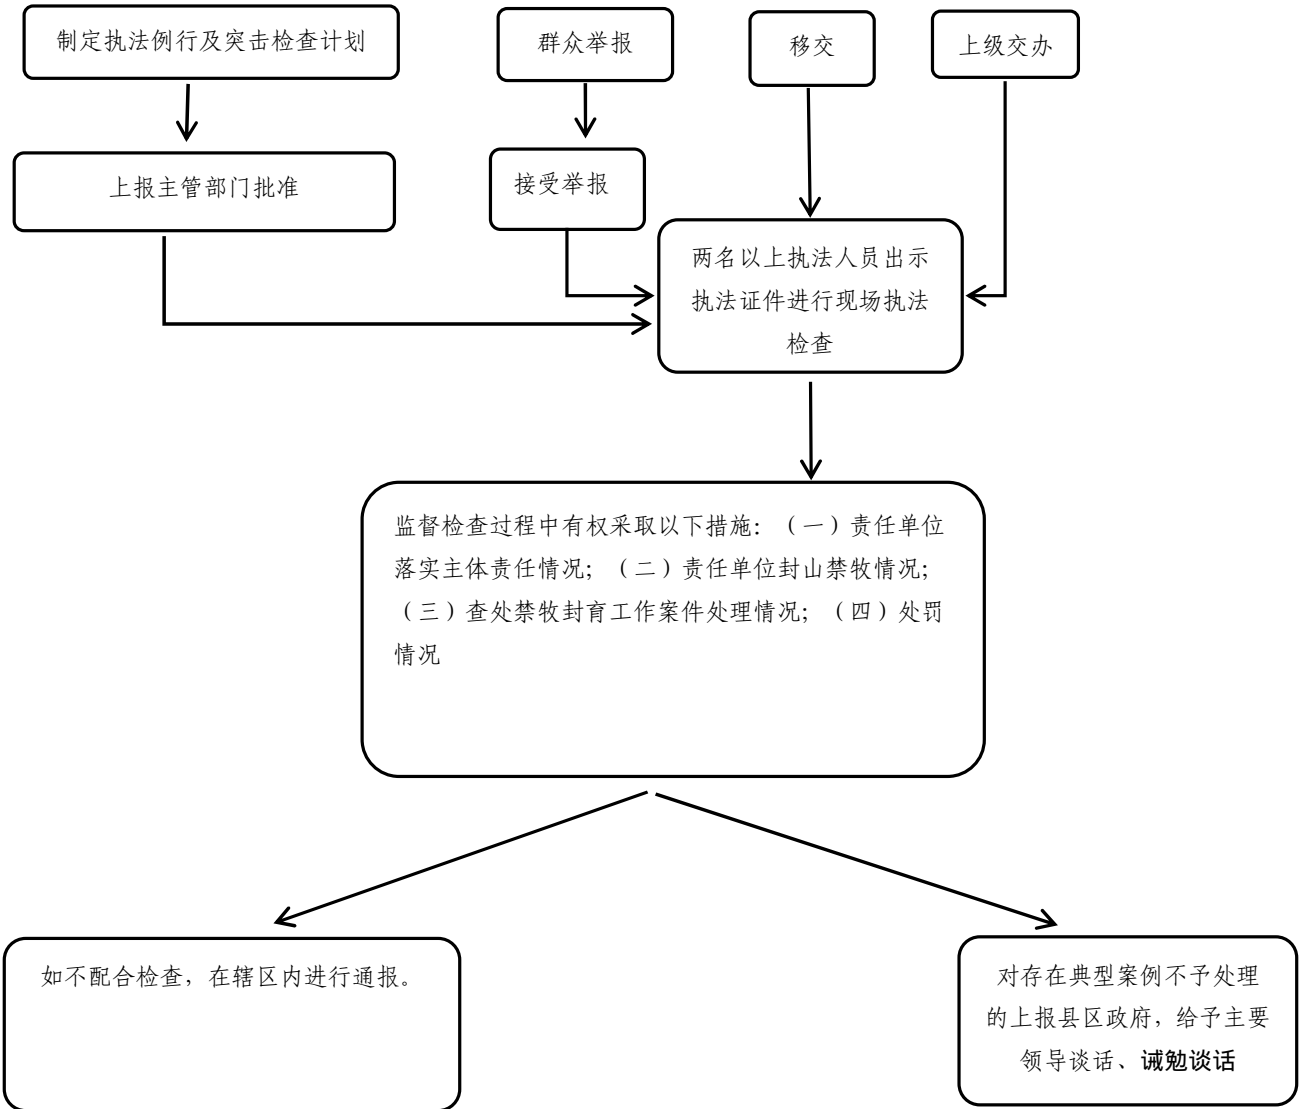 制定执法例行及突击检查计划
群众举报
移交
上级交办
上报主管部门批准
接受举报
两名以上执法人员出示
执法证件进行现场执法
检查
监督检查过程中有权采取以下措施：（一）责任单位
落实主体责任情况；（二）责任单位封山禁牧情况；
（三）查处禁牧封育工作案件处理情况；（四）处罚
情况
如不配合检查，在辖区内进行通报。
对存在典型案例不予处理
的上报县区政府，给予主要
领导谈话、诫勉谈话